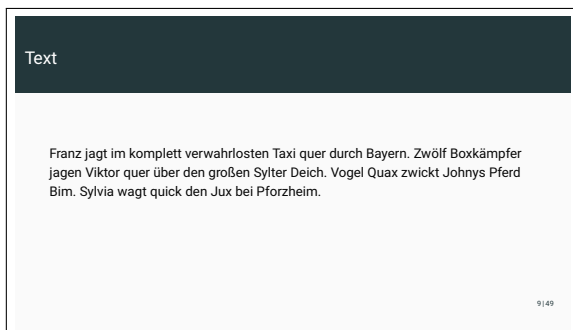 Text
Franz jagt im komplett verwahrlosten Taxi quer durch Bayern. Zwölf Boxkämpfer
jagen Viktor quer über den großen Sylter Deich. Vogel Quax zwickt Johnys Pferd
Bim. Sylvia wagt quick den Jux bei Pforzheim.
9|49